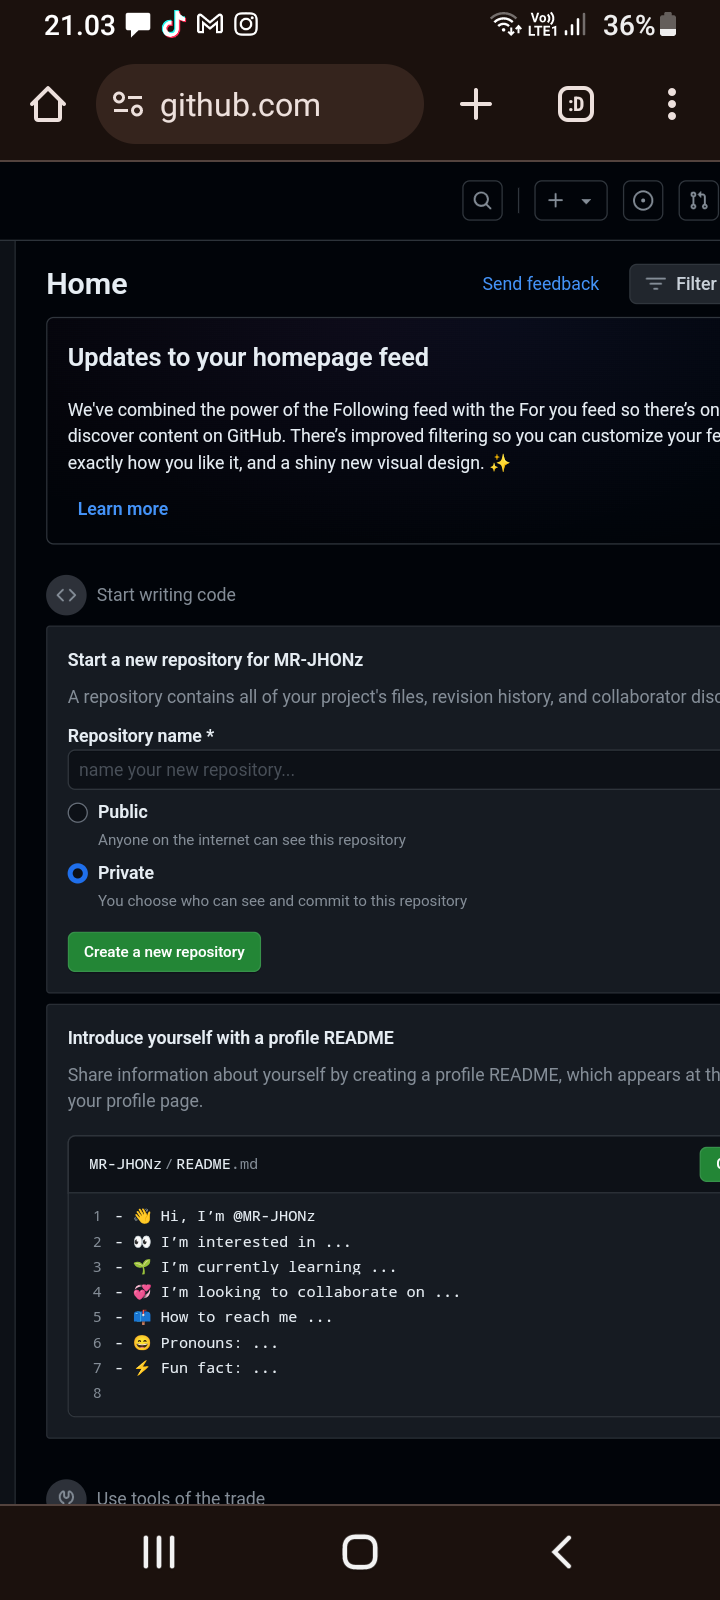 21.03
Vo))
LTE1
36%
github.com
:D
Home
Send feedback
Filter
Updates to your homepage feed
We've combined the power of the Following feed with the For you feed so there’s on
discover content on GitHub. There’s improved filtering so you can customize your fe
exactly how you like it, and a shiny new visual design. ✨
Learn more
Start writing code
Start a new repository for MR-JHONz
A repository contains all of your project's files, revision history, and collaborator disc
Repository name *
name your new repository...
Public
Anyone on the internet can see this repository
Private
You choose who can see and commit to this repository
Create a new repository
Introduce yourself with a profile README
Share information about yourself by creating a profile README, which appears at th
your profile page.
MR-JHONz / README.md
1 - 👋 Hi, I’m @MR-JHONz
2 - 👀 I’m interested in ...
3 - 🌱 I’m currently learning ...
4 - 💞️ I’m looking to collaborate on ...
5 - 📫 How to reach me ...
6 - 😄 Pronouns: ...
7 - ⚡ Fun fact: ...
8
Use tools of the trade